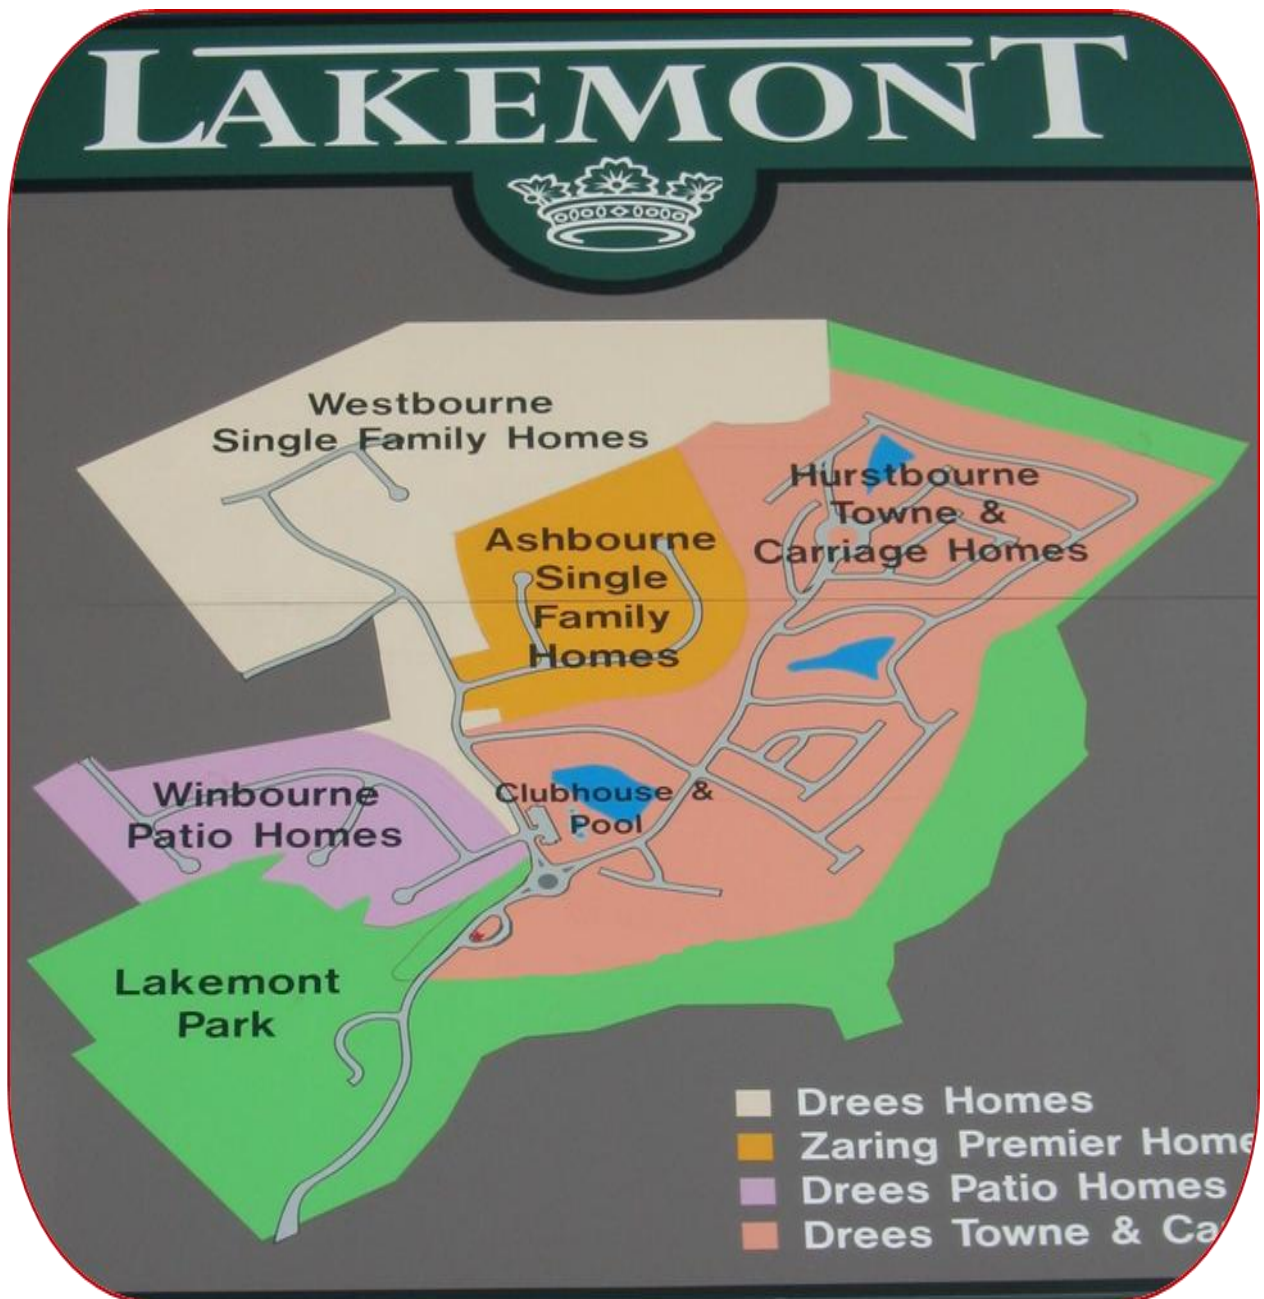 LAKEMONT
Westbourne
Single Family Homes
Hurstbourne
Towne &
Carriage Homes
Ashbourne
Single
Family
Homes
Winbourne
Patio Homes
Clubhouse &
Pool
Lakemont
Park
Drees Homes
Zaring Premier Home
Drees Patio Homes
Drees Towne & Ca